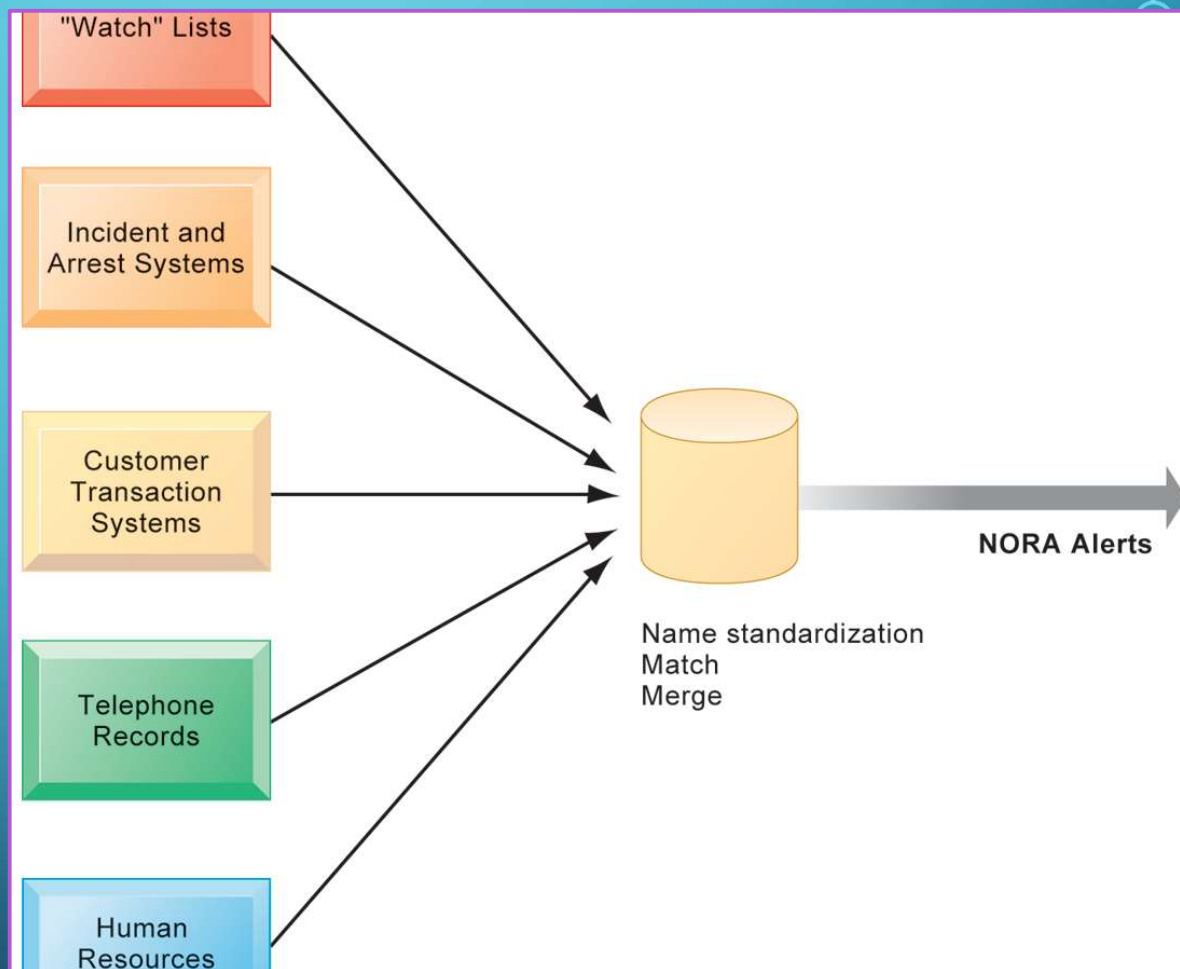 "Watch" Lists
Incident and
Arrest Systems
Customer
Transaction
Systems
Telephone
Records
Human
Resources
Name standardization
Match
Merge
NORA Alerts